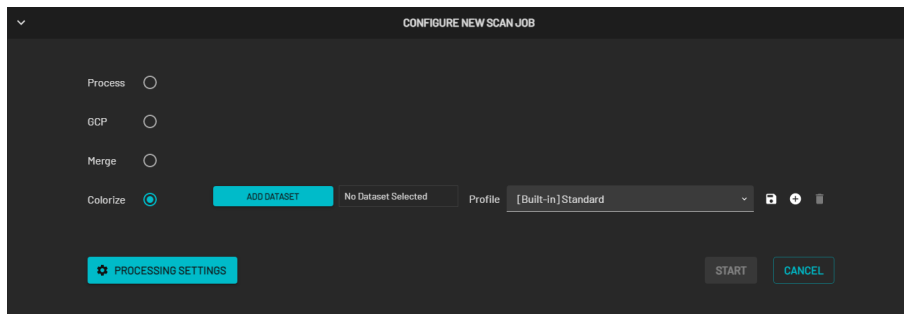 CONFIGURE NEW SCAN JOB
Process
GCP
Merge
Colorize ADD DATASET No Dataset Selected Profile [Built-in] Standard
PROCESSING SETTINGS START CANCEL